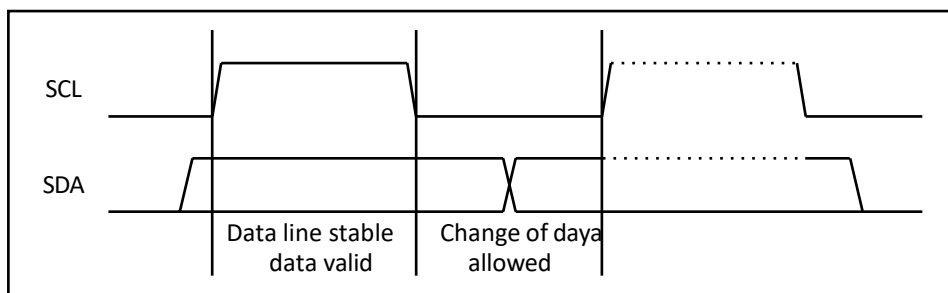 SCL
SDA
Data line stable
data valid
Change of daya
allowed